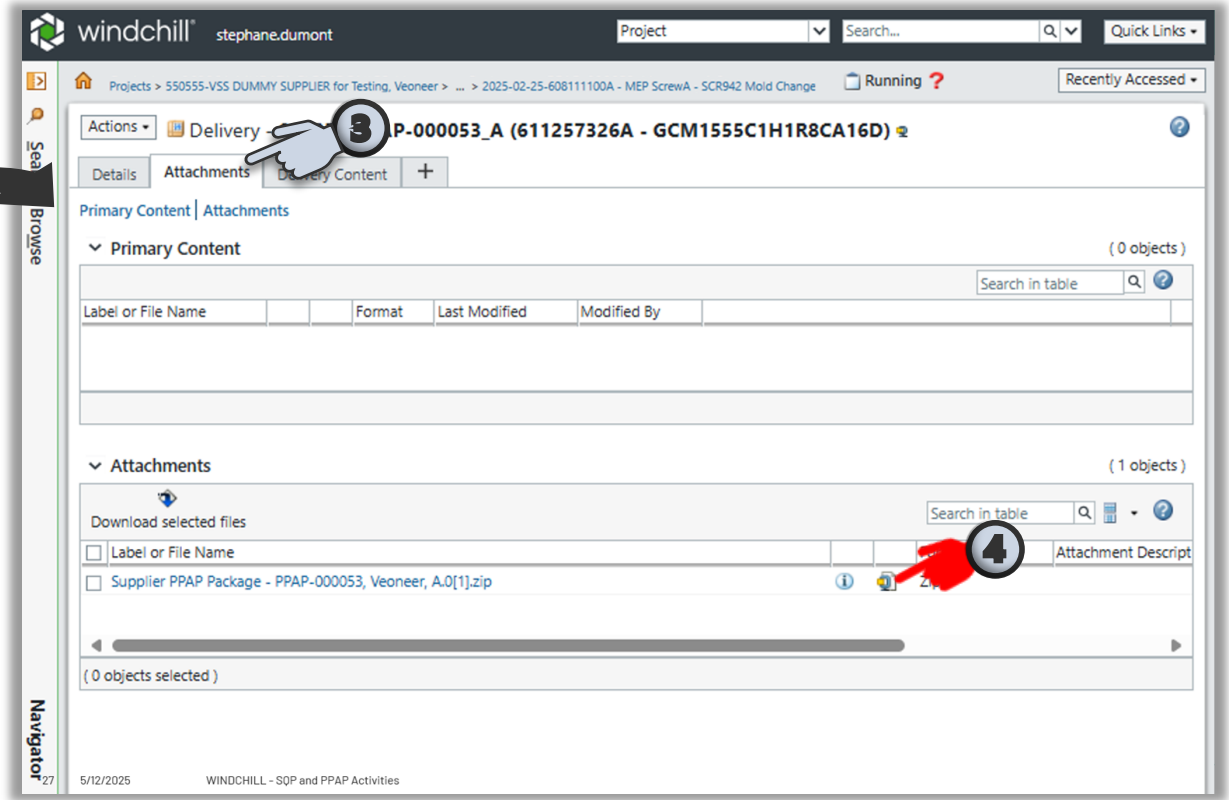 windchill® stephane.dumont Project Search... Quick Links
Projects > 550555-VSS DUMMY SUPPLIER for Testing, Veoneer > ... > 2025-02-25-608111100A - MEP ScrewA - SCR942 Mold Change Running ? Recently Accessed
Actions Delivery - P-000053_A (611257326A - GCM1555C1H1R8CA16D)
3
Details Attachments Content +
Primary Content | Attachments
Browse
Primary Content ( 0 objects )
Search in table
Label or File Name Format Last Modified Modified By
Attachments ( 1 objects )
Download selected files
Search in table
4
Label or File Name Attachment Descript
Supplier PPAP Package - PPAP-000053, Veoneer, A.0[1].zip
( 0 objects selected )
Navigator
27 5/12/2025 WINDCHILL - SQP and PPAP Activities